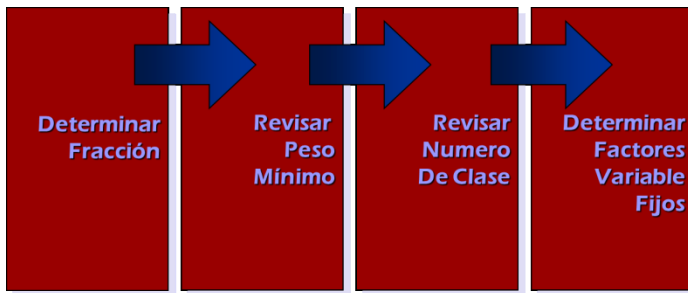 Determinar
Fracción
Revisar
Peso
Mínimo
Revisar
Numero
De Clase
Determinar
Factores
Variable
Fijos